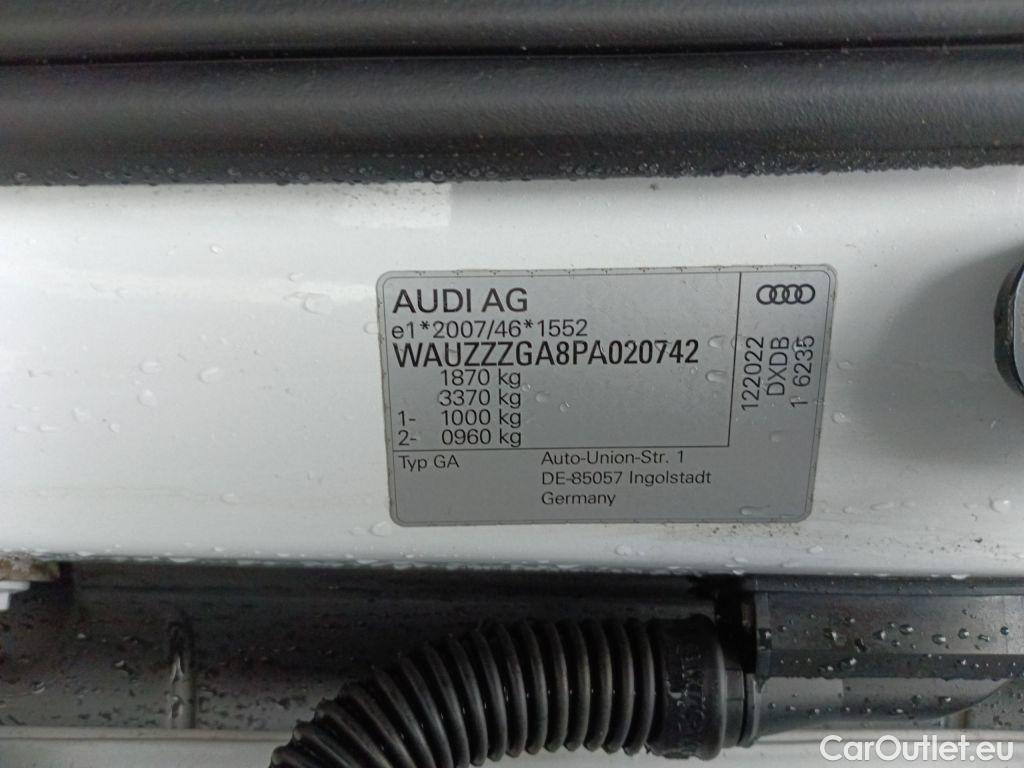 AUDI AG
e1*2007/46*1552
WAUZZZGA8PA020742
1870 kg
3370 kg
1- 1000 kg
2- 0960 kg
Typ GA
Auto-Union-Str. 1
DE-85057 Ingolstadt
Germany
122022
DXDB
1 6235
CarOutlet.eu